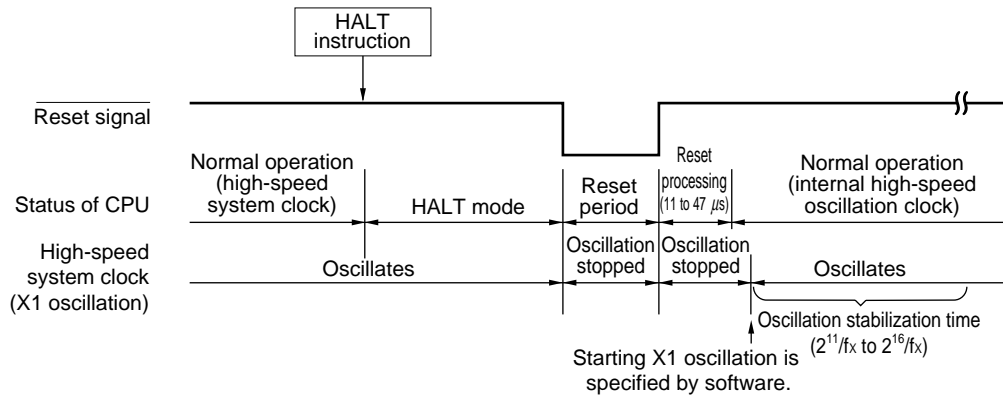 HALT
instruction
Reset signal
Normal operation
(high-speed
system clock)
HALT mode
Reset
period
Reset
processing
(11 to 47 μs)
Normal operation
(internal high-speed
oscillation clock)
Status of CPU
High-speed
system clock
(X1 oscillation)
Oscillates
Oscillation
stopped
Oscillation
stopped
Oscillates
Oscillation stabilization time
(2¹¹/fx to 2¹⁶/fx)
Starting X1 oscillation is
specified by software.